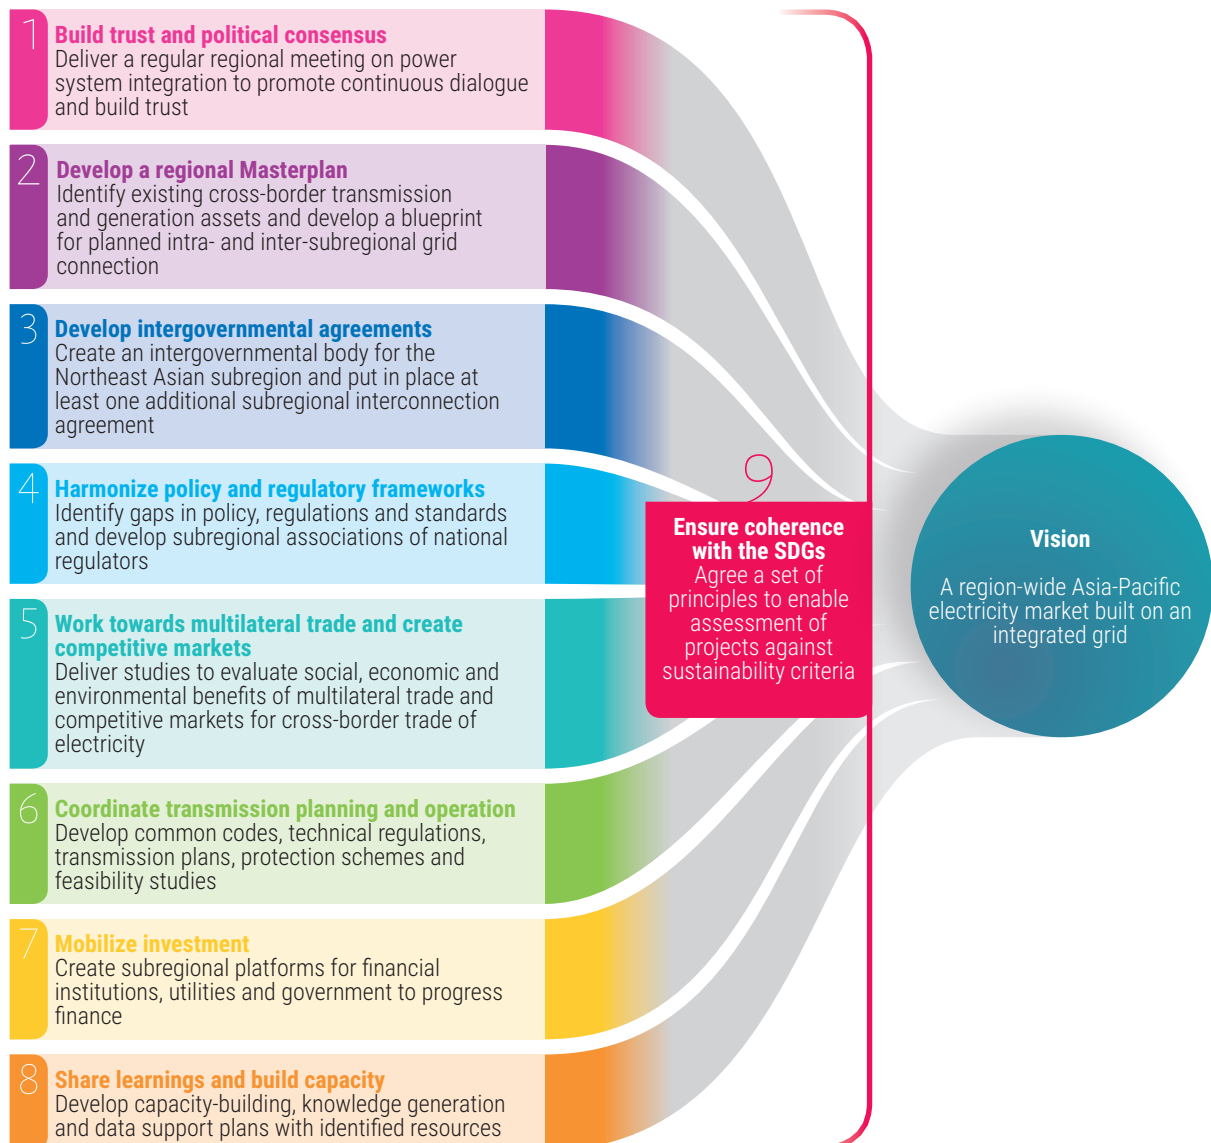 1
Build trust and political consensus
Deliver a regular regional meeting on power
system integration to promote continuous dialogue
and build trust
2
Develop a regional Masterplan
Identify existing cross-border transmission
and generation assets and develop a blueprint
for planned intra- and inter-subregional grid
connection
3
Develop intergovernmental agreements
Create an intergovernmental body for the
Northeast Asian subregion and put in place at
least one additional subregional interconnection
agreement
4
Harmonize policy and regulatory frameworks
Identify gaps in policy, regulations and standards
and develop subregional associations of national
regulators
5
Work towards multilateral trade and create
competitive markets
Deliver studies to evaluate social, economic and
environmental benefits of multilateral trade and
competitive markets for cross-border trade of
electricity
6
Coordinate transmission planning and operation
Develop common codes, technical regulations,
transmission plans, protection schemes and
feasibility studies
7
Mobilize investment
Create subregional platforms for financial
institutions, utilities and government to progress
finance
8
Share learnings and build capacity
Develop capacity-building, knowledge generation
and data support plans with identified resources
9
Ensure coherence
with the SDGs
Agree a set of
principles to enable
assessment of
projects against
sustainability criteria
Vision
A region-wide Asia-Pacific
electricity market built on an
integrated grid